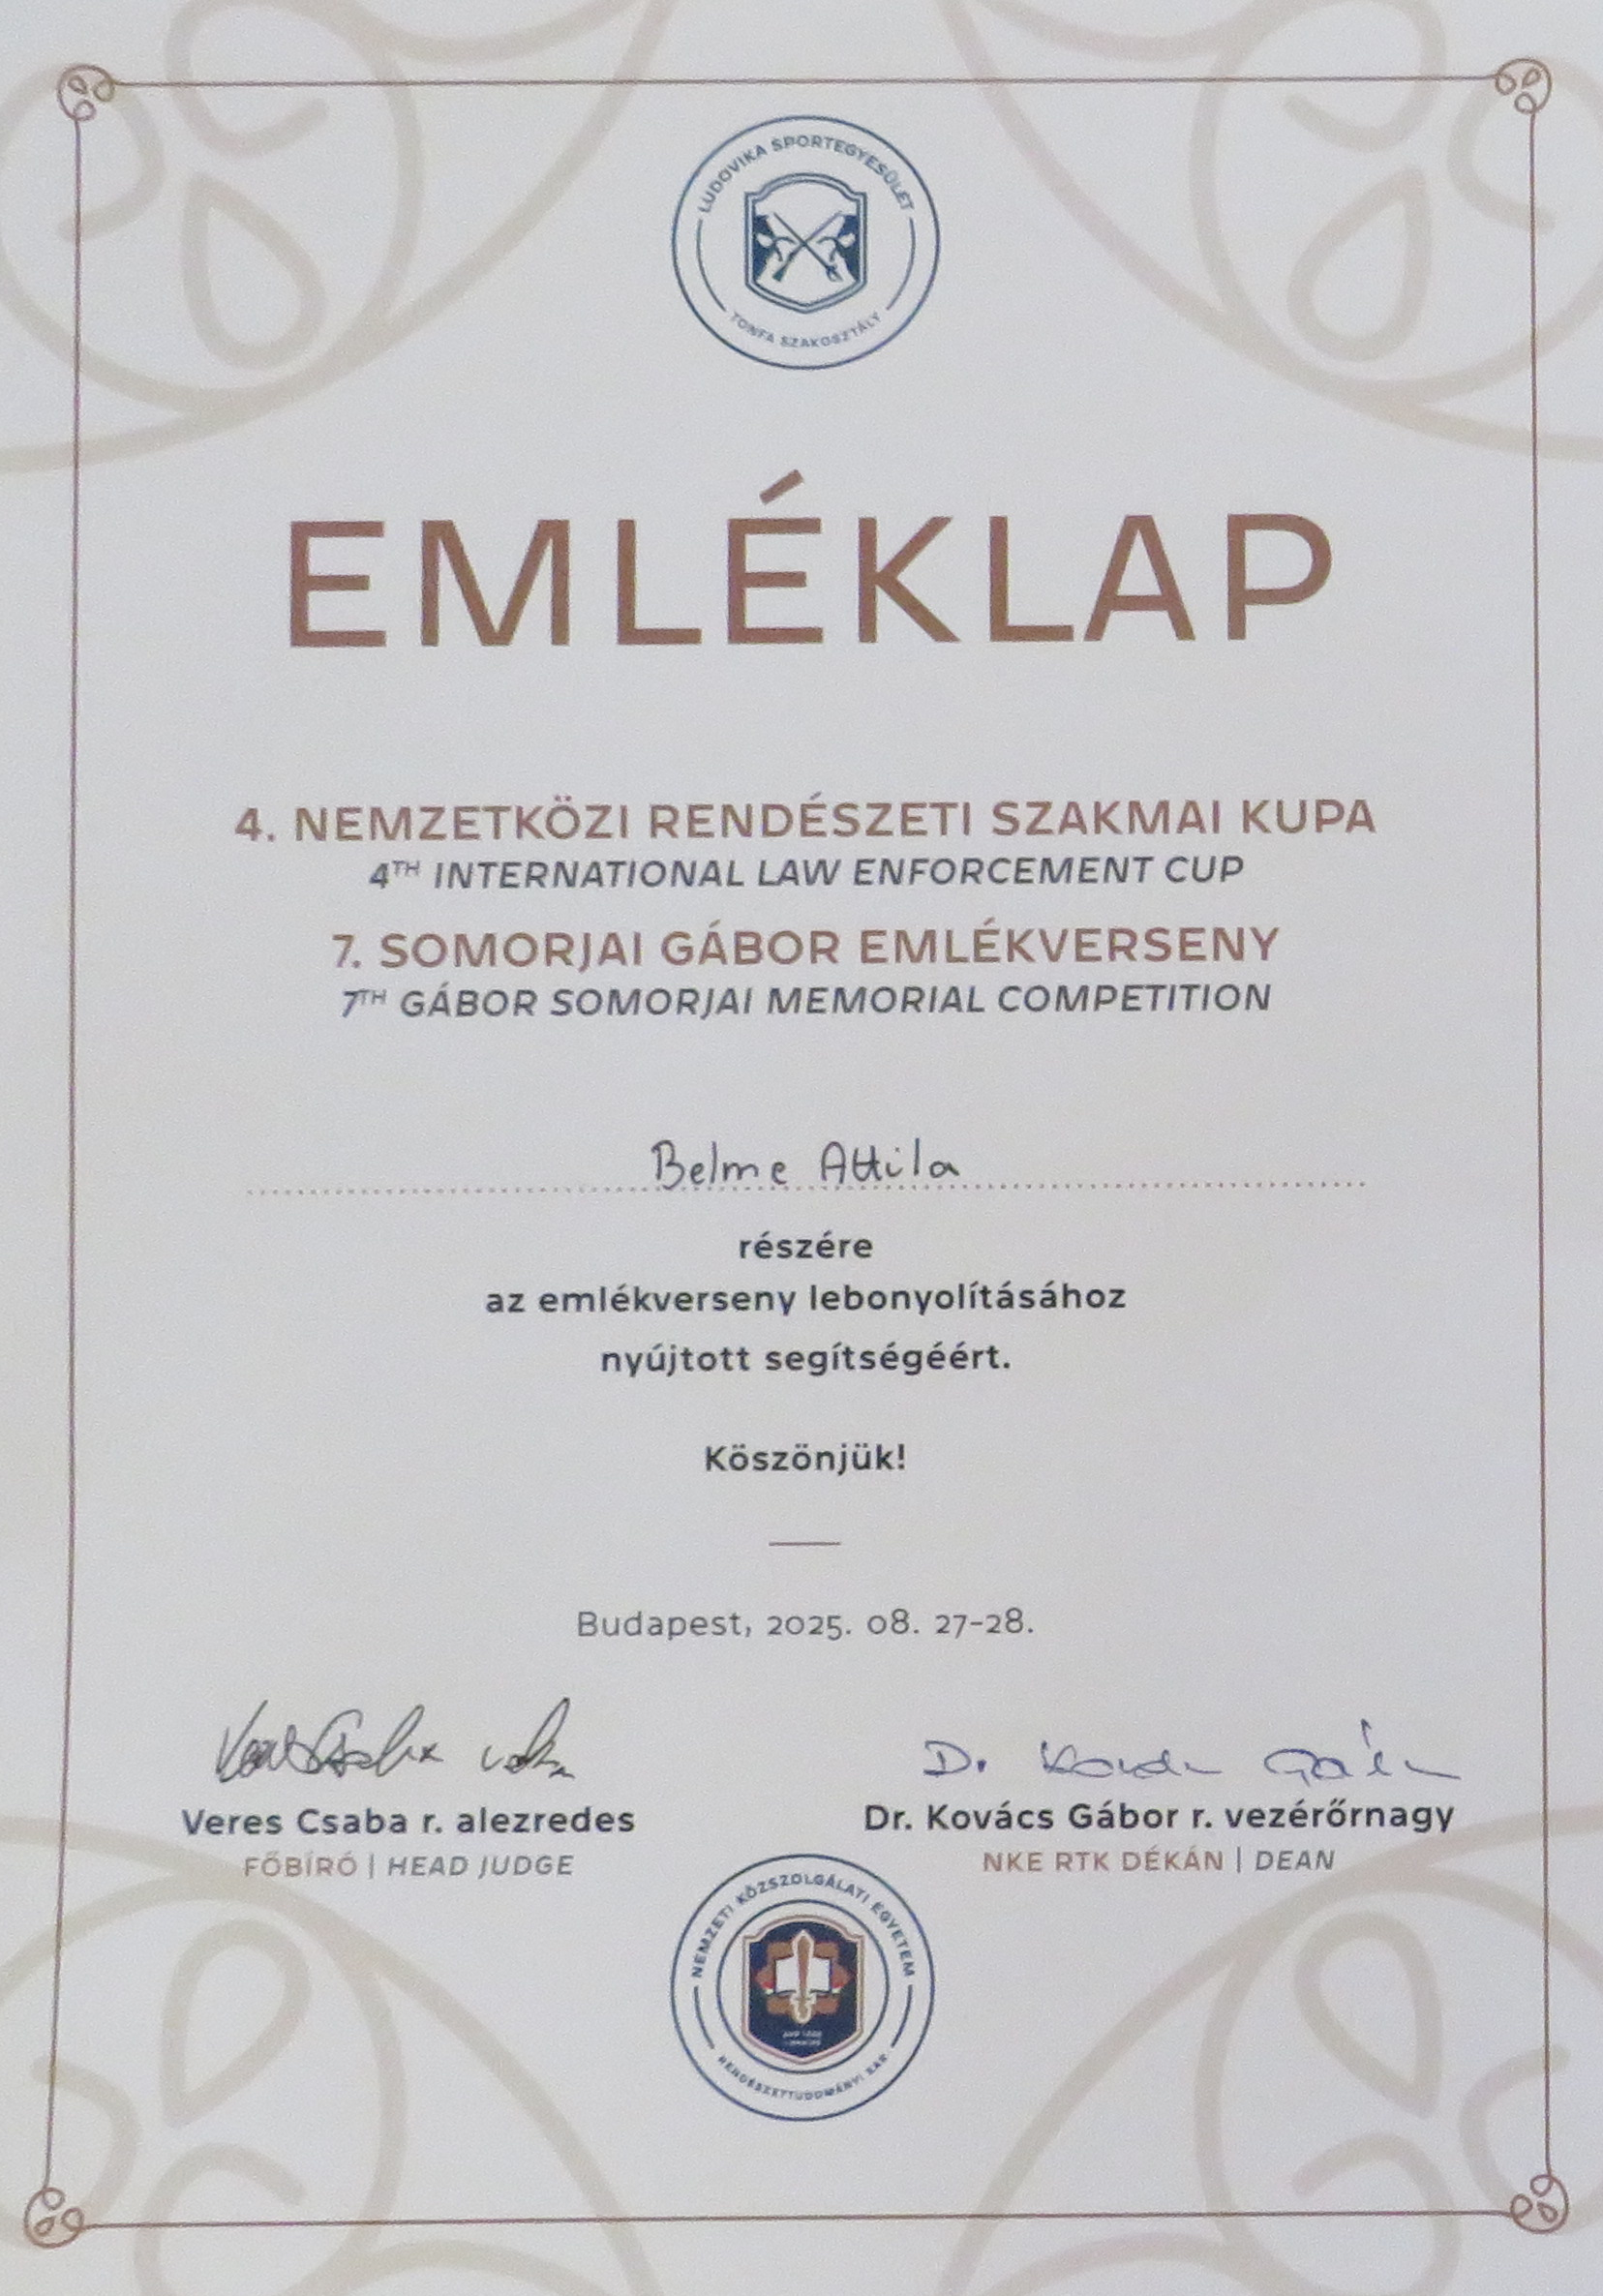 LUDOVIKA SPORTEGYESÜLET
TONFA SZAKOSZTÁLY
EMLÉKLAP
4. NEMZETKÖZI RENDÉSZETI SZAKMAI KUPA
4TH INTERNATIONAL LAW ENFORCEMENT CUP
7. SOMORJAI GÁBOR EMLÉKVERSENY
7TH GÁBOR SOMORJAI MEMORIAL COMPETITION
Belme Attila
részére
az emlékverseny lebonyolításához
nyújtott segítségéért.
Köszönjük!
Budapest, 2025. 08. 27-28.
Veres Csaba r. alezredes
FŐBÍRÓ | HEAD JUDGE
Dr. Kovács Gábor r. vezérőrnagy
NKE RTK DÉKÁN | DEAN
NEMZETI KÖZSZOLGÁLATI EGYETEM
RENDÉSZETTUDOMÁNYI KAR